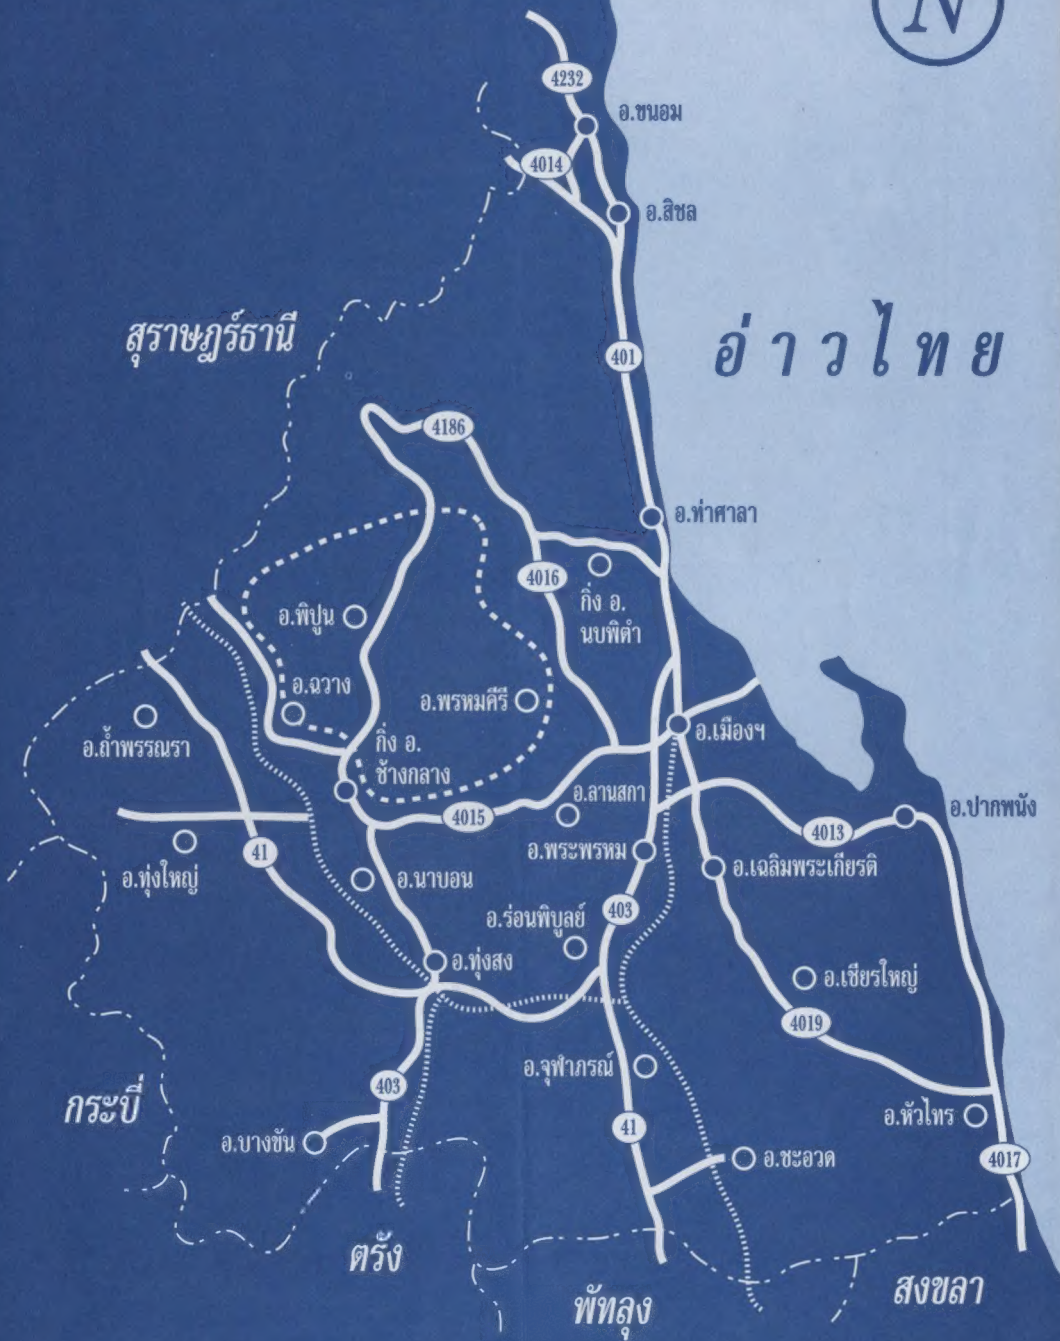 N
4232
อ.ขนอม
4014
อ.สิชล
สุราษฎร์ธานี
401
อ่าวไทย
4186
อ.ท่าศาลา
4016
กิ่ง อ.
นบพิตำ
อ.พิปูน
อ.ฉวาง
อ.พรหมคีรี
อ.เมืองฯ
อ.ถ้ำพรรณรา
กิ่ง อ.
ช้างกลาง
อ.ลานสกา
4015
4013
อ.ปากพนัง
41
อ.พระพรหม
อ.เฉลิมพระเกียรติ
อ.ทุ่งใหญ่
อ.นาบอน
403
อ.ร่อนพิบูลย์
อ.ทุ่งสง
อ.เชียรใหญ่
4019
อ.จุฬาภรณ์
403
กระบี่
อ.หัวไทร
41
อ.บางขัน
อ.ชะอวด
4017
ตรัง
พัทลุง
สงขลา